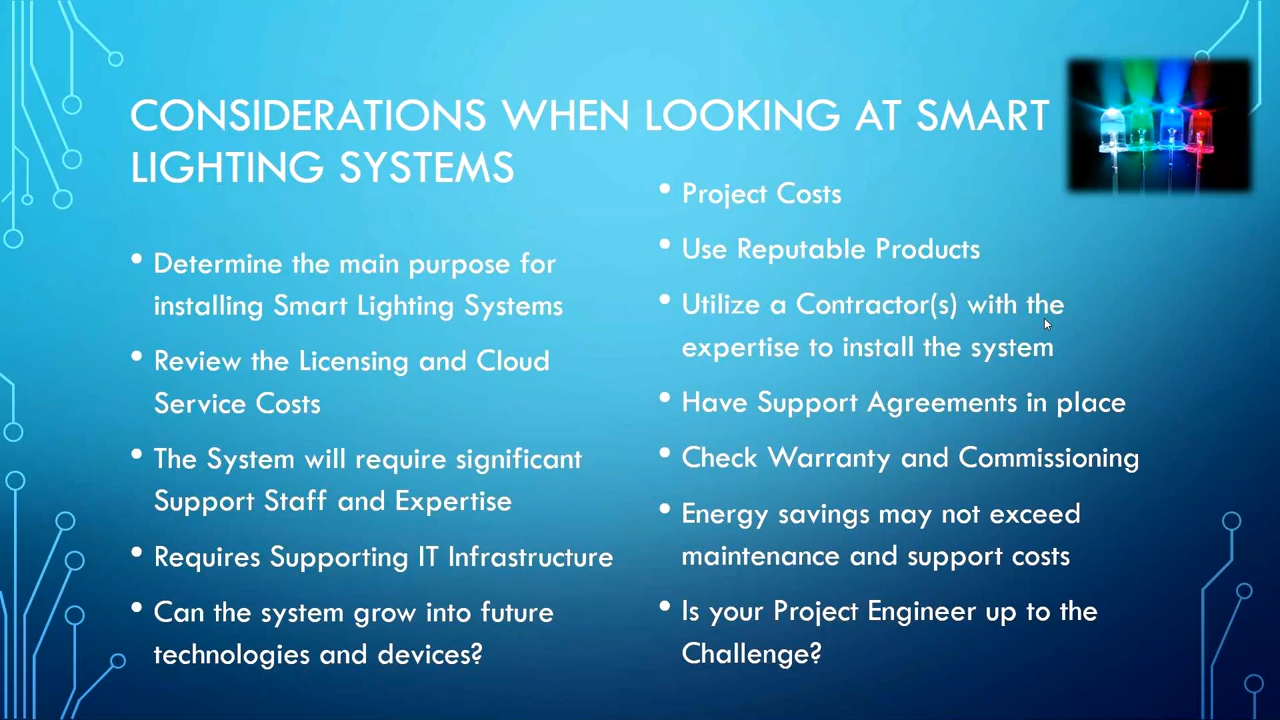 CONSIDERATIONS WHEN LOOKING AT SMART
LIGHTING SYSTEMS
• Determine the main purpose for
installing Smart Lighting Systems
• Review the Licensing and Cloud
Service Costs
• The System will require significant
Support Staff and Expertise
• Requires Supporting IT Infrastructure
• Can the system grow into future
technologies and devices?
• Project Costs
• Use Reputable Products
• Utilize a Contractor(s) with the
expertise to install the system
• Have Support Agreements in place
• Check Warranty and Commissioning
• Energy savings may not exceed
maintenance and support costs
• Is your Project Engineer up to the
Challenge?